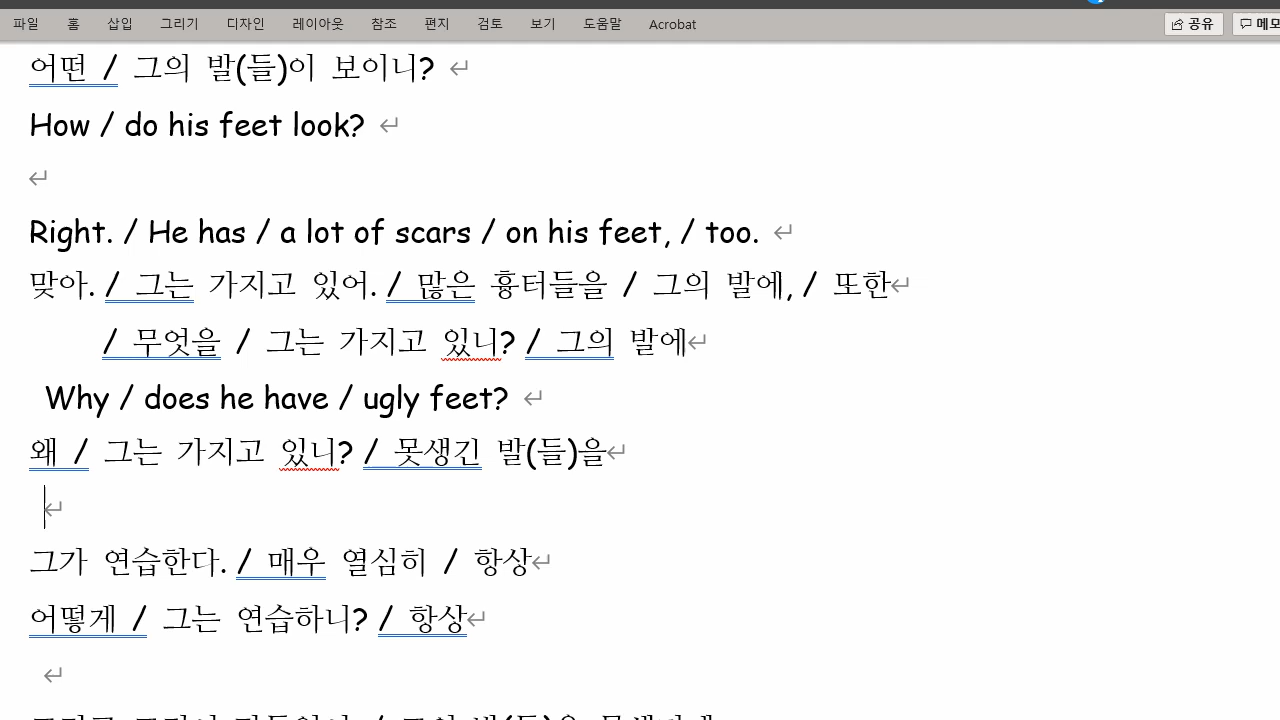 파일 홈 삽입 그리기 디자인 레이아웃 참조 편지 검토 보기 도움말 Acrobat 공유 메모
어떤 / 그의 발(들)이 보이니?
How / do his feet look?
Right. / He has / a lot of scars / on his feet, / too.
맞아. / 그는 가지고 있어. / 많은 흉터들을 / 그의 발에, / 또한
/ 무엇을 / 그는 가지고 있니? / 그의 발에
Why / does he have / ugly feet?
왜 / 그는 가지고 있니? / 못생긴 발(들)을
그가 연습한다. / 매우 열심히 / 항상
어떻게 / 그는 연습하니? / 항상